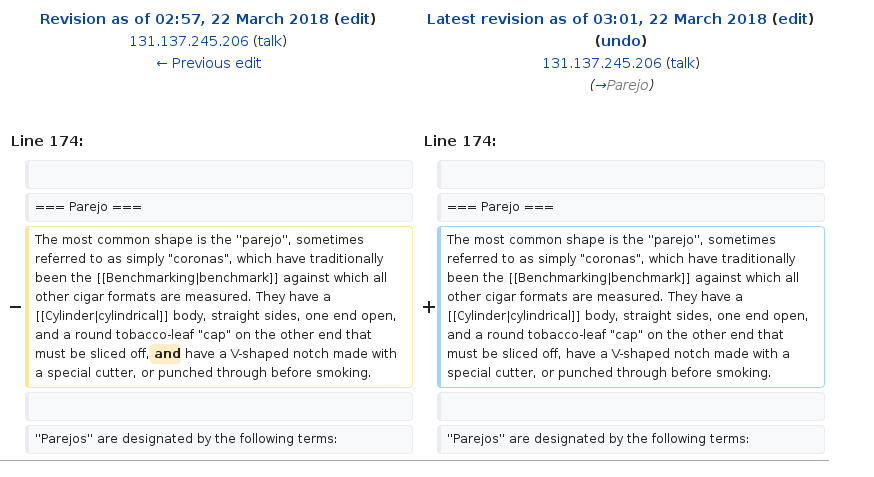 Revision as of 02:57, 22 March 2018 (edit)
131.137.245.206 (talk)
← Previous edit
Latest revision as of 03:01, 22 March 2018 (edit)
(undo)
131.137.245.206 (talk)
(→Parejo)
Line 174:
Line 174:
=== Parejo ===
=== Parejo ===
−
The most common shape is the ''parejo'', sometimes
referred to as simply "coronas", which have traditionally
been the [[Benchmarking|benchmark]] against which all
other cigar formats are measured. They have a
[[Cylinder|cylindrical]] body, straight sides, one end open,
and a round tobacco-leaf "cap" on the other end that
must be sliced off, and have a V-shaped notch made with
a special cutter, or punched through before smoking.
+
The most common shape is the ''parejo'', sometimes
referred to as simply "coronas", which have traditionally
been the [[Benchmarking|benchmark]] against which all
other cigar formats are measured. They have a
[[Cylinder|cylindrical]] body, straight sides, one end open,
and a round tobacco-leaf "cap" on the other end that
must be sliced off, have a V-shaped notch made with a
special cutter, or punched through before smoking.
''Parejos'' are designated by the following terms:
''Parejos'' are designated by the following terms: